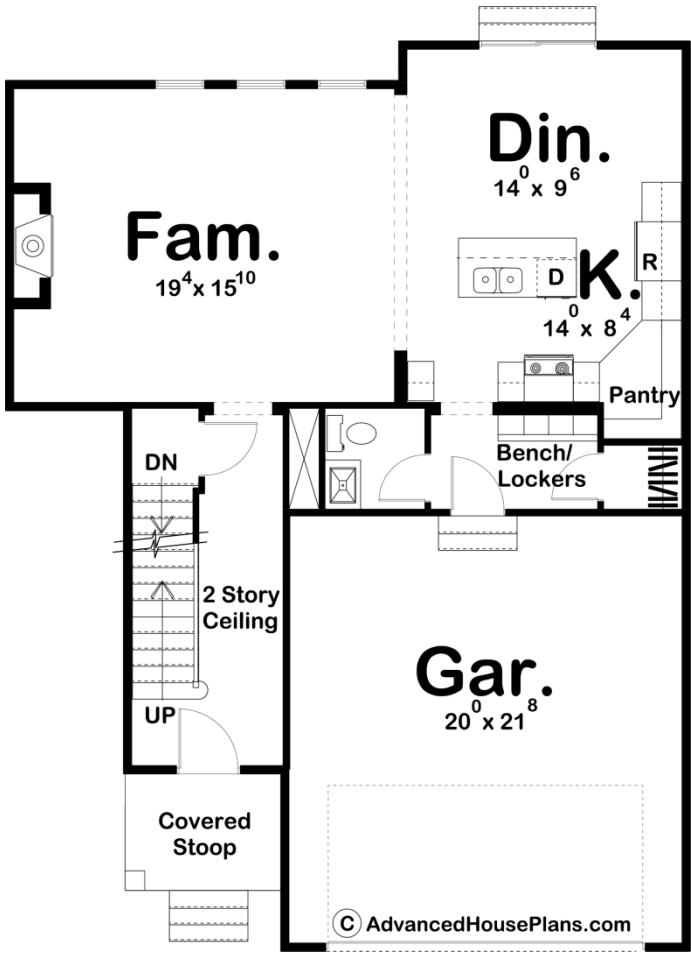 Din.
14⁰ x 9⁶
Fam.
19⁴ x 15¹⁰
R
D
K.
14⁰ x 8⁴
Pantry
DN
Bench/
Lockers
2 Story
Ceiling
UP
Gar.
20⁰ x 21⁸
Covered
Stoop
© AdvancedHousePlans.com